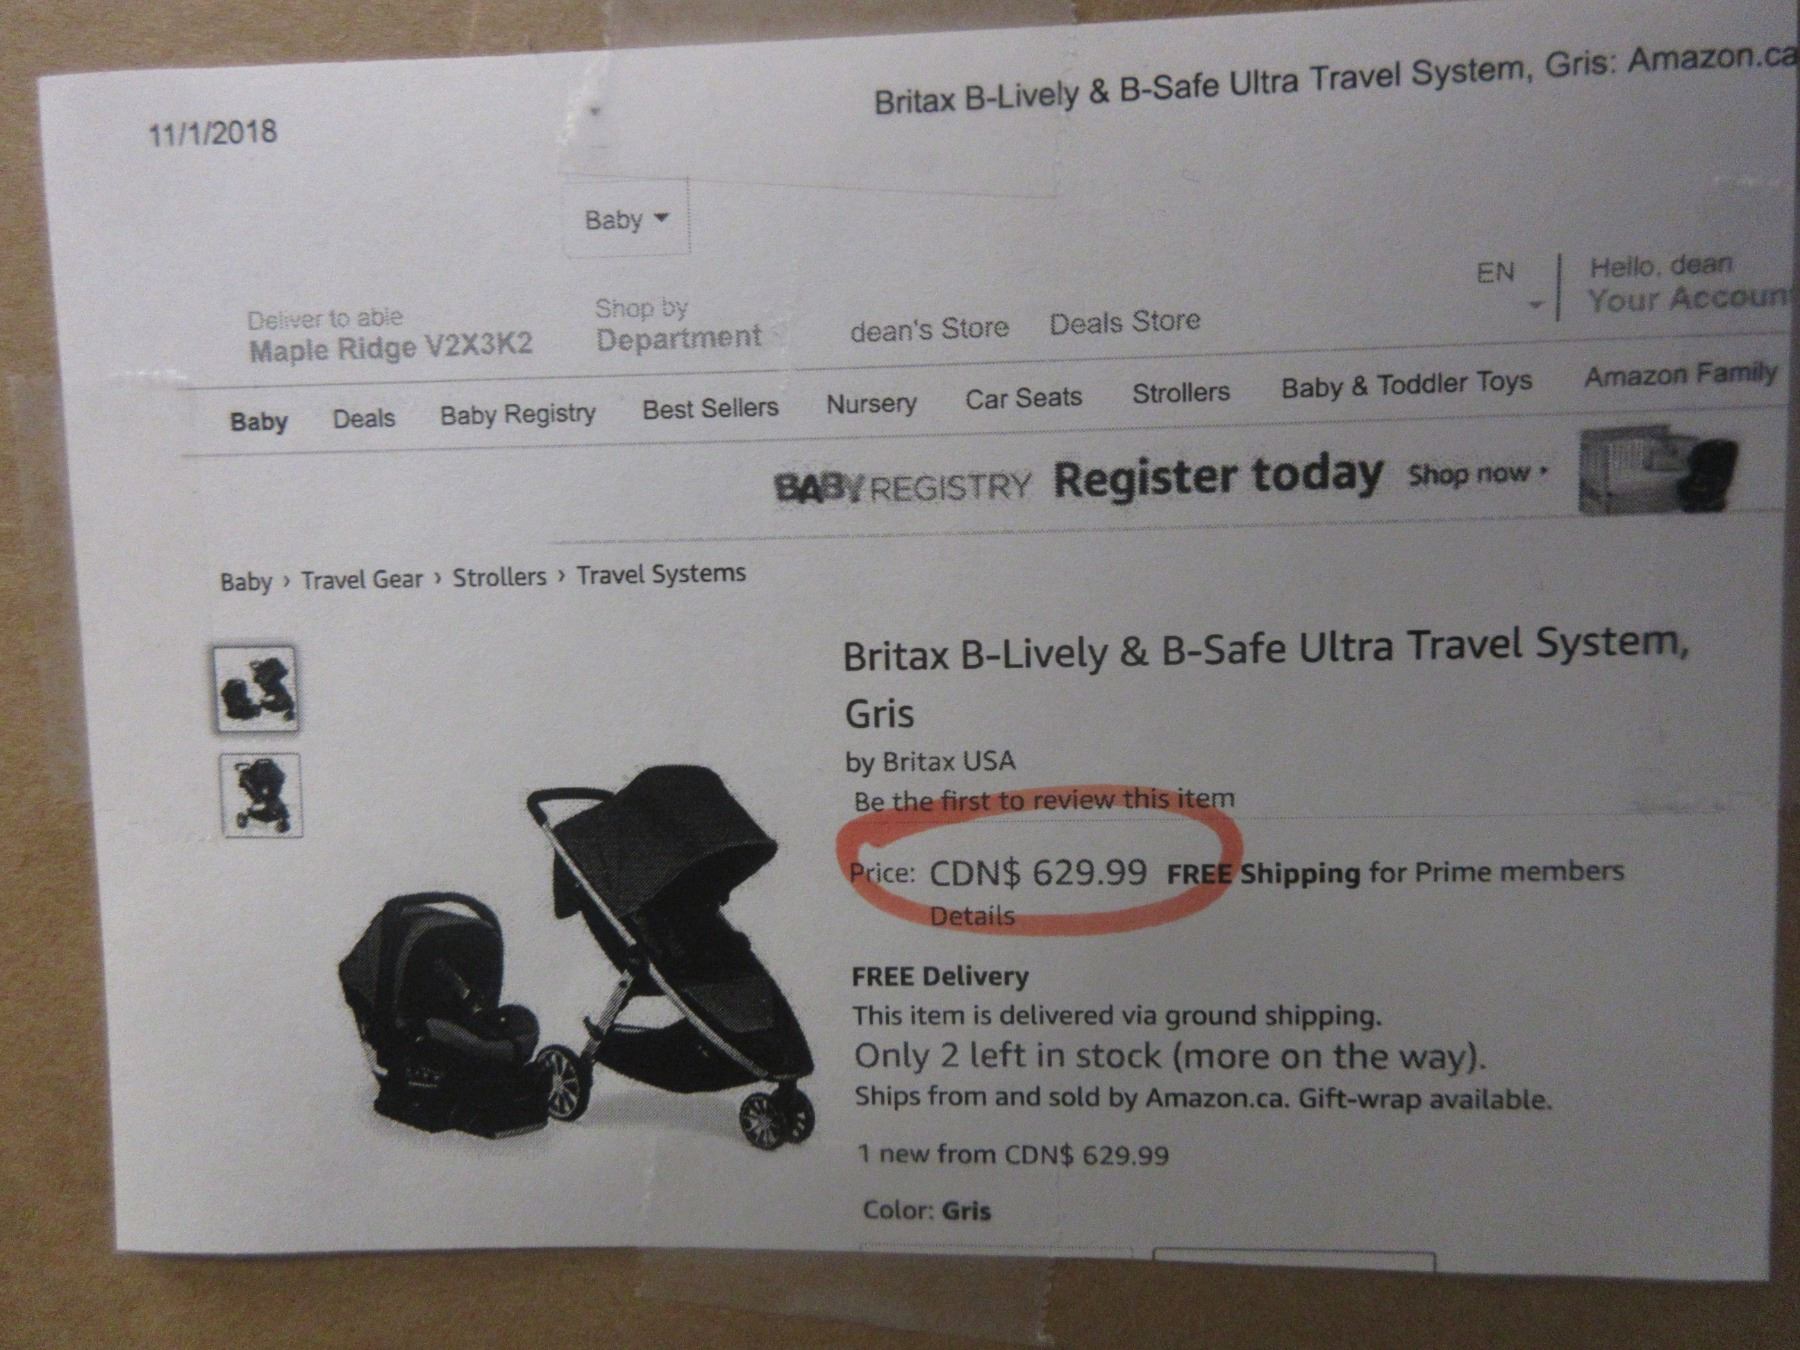 11/1/2018
Britax B-Lively & B-Safe Ultra Travel System, Gris: Amazon.ca
Baby
EN
Hello, dean
Your Account
Deliver to able
Maple Ridge V2X3K2
Shop by
Department
dean's Store
Deals Store
Baby Deals Baby Registry Best Sellers Nursery Car Seats Strollers Baby & Toddler Toys Amazon Family
BABY REGISTRY Register today Shop now
Baby › Travel Gear › Strollers › Travel Systems
Britax B-Lively & B-Safe Ultra Travel System,
Gris
by Britax USA
Be the first to review this item
Price: CDN$ 629.99 FREE Shipping for Prime members
Details
FREE Delivery
This item is delivered via ground shipping.
Only 2 left in stock (more on the way).
Ships from and sold by Amazon.ca. Gift-wrap available.
1 new from CDN$ 629.99
Color: Gris